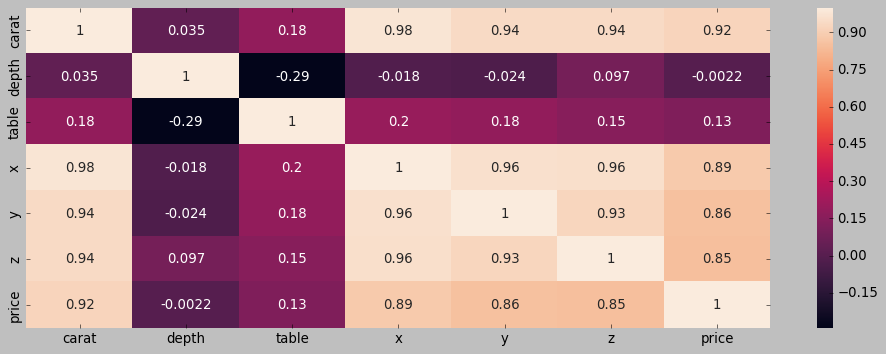 carat 1 0.035 0.18 0.98 0.94 0.94 0.92
depth 0.035 1 -0.29 -0.018 -0.024 0.097 -0.0022
table 0.18 -0.29 1 0.2 0.18 0.15 0.13
x 0.98 -0.018 0.2 1 0.96 0.96 0.89
y 0.94 -0.024 0.18 0.96 1 0.93 0.86
z 0.94 0.097 0.15 0.96 0.93 1 0.85
price 0.92 -0.0022 0.13 0.89 0.86 0.85 1
carat depth table x y z price
0.90
0.75
0.60
0.45
0.30
0.15
0.00
−0.15